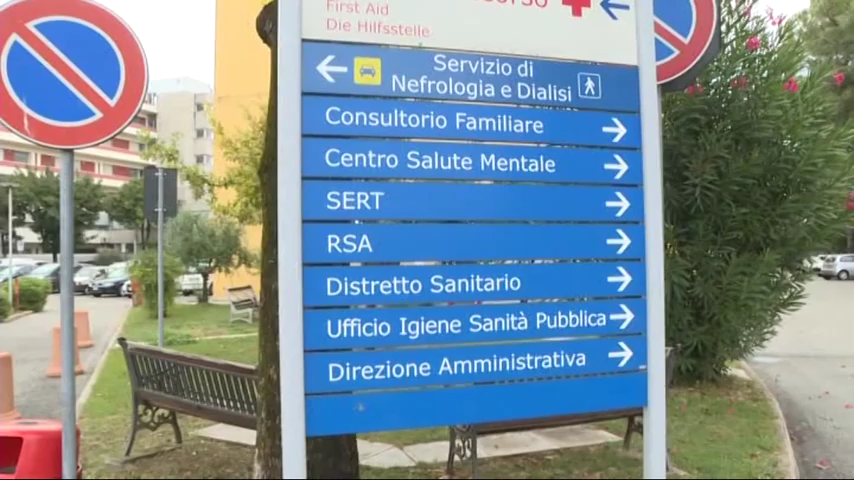 First Aid
Die Hilfsstelle
Servizio di
Nefrologia e Dialisi
Consultorio Familiare
Centro Salute Mentale
SERT
RSA
Distretto Sanitario
Ufficio Igiene Sanità Pubblica
Direzione Amministrativa